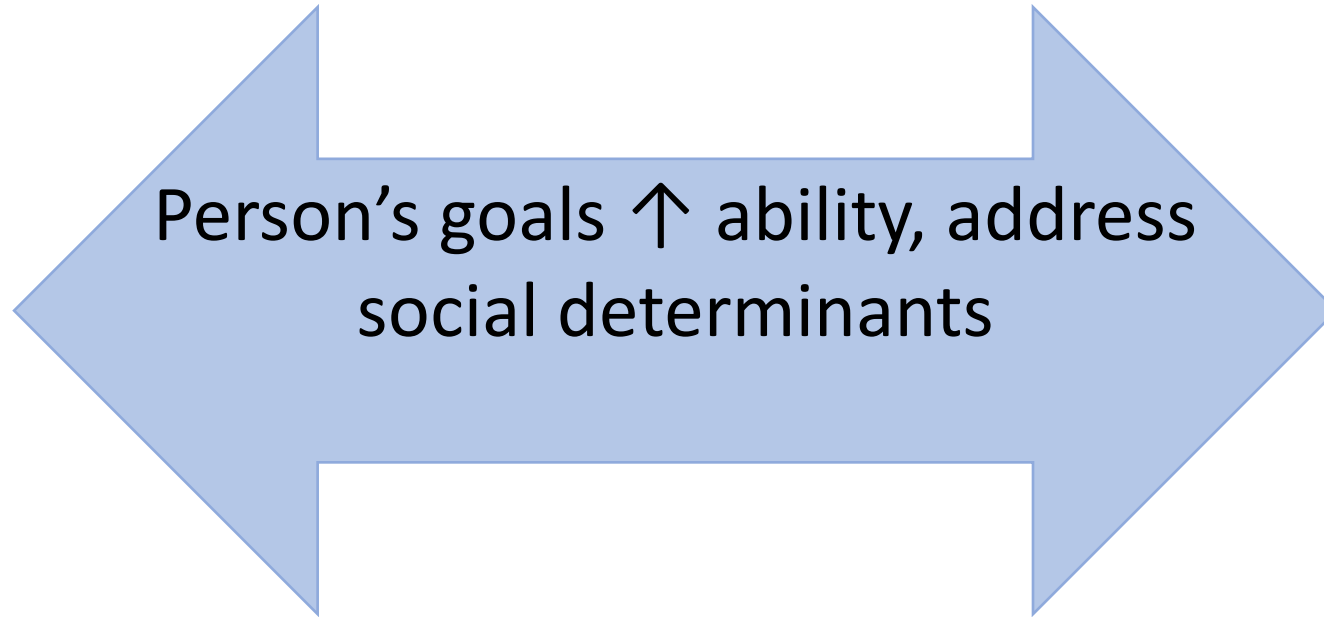 Person’s goals ↑ ability, address
social determinants